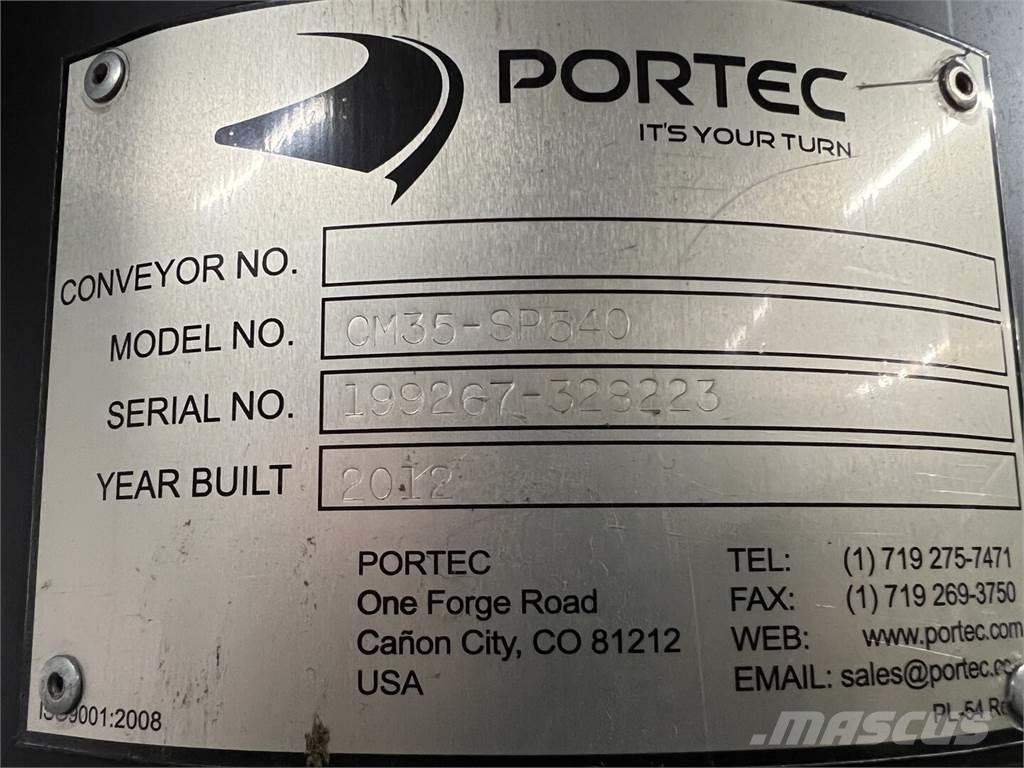 PORTEC
IT'S YOUR TURN
CONVEYOR NO.
MODEL NO. CM35-SP540
SERIAL NO. 199267-328223
YEAR BUILT 2012
PORTEC
One Forge Road
Cañon City, CO 81212
USA
TEL: (1) 719 275-7471
FAX: (1) 719 269-3750
WEB: www.portec.com
EMAIL: sales@portec.co
ISO9001:2008
PL-54
MASCUS